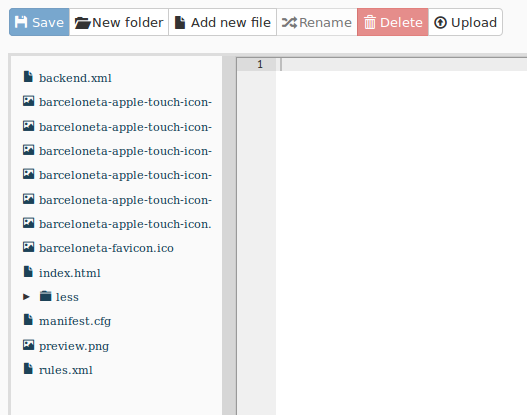 Save New folder Add new file Rename Delete Upload
1
backend.xml
barceloneta-apple-touch-icon-
barceloneta-apple-touch-icon-
barceloneta-apple-touch-icon-
barceloneta-apple-touch-icon-
barceloneta-apple-touch-icon-
barceloneta-apple-touch-icon.
barceloneta-favicon.ico
index.html
less
manifest.cfg
preview.png
rules.xml